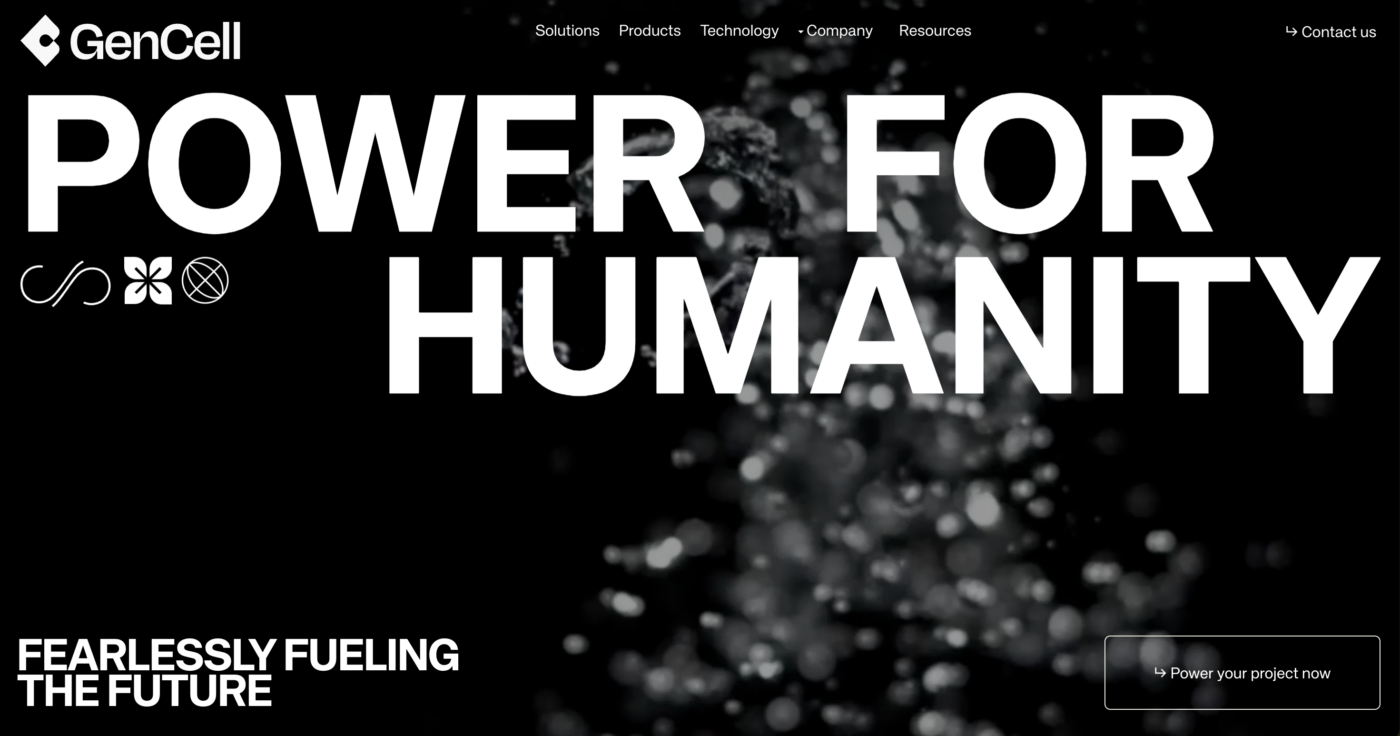 GenCell
Solutions Products Technology Company Resources
Contact us
POWER FOR
HUMANITY
FEARLESSLY FUELING
THE FUTURE
Power your project now